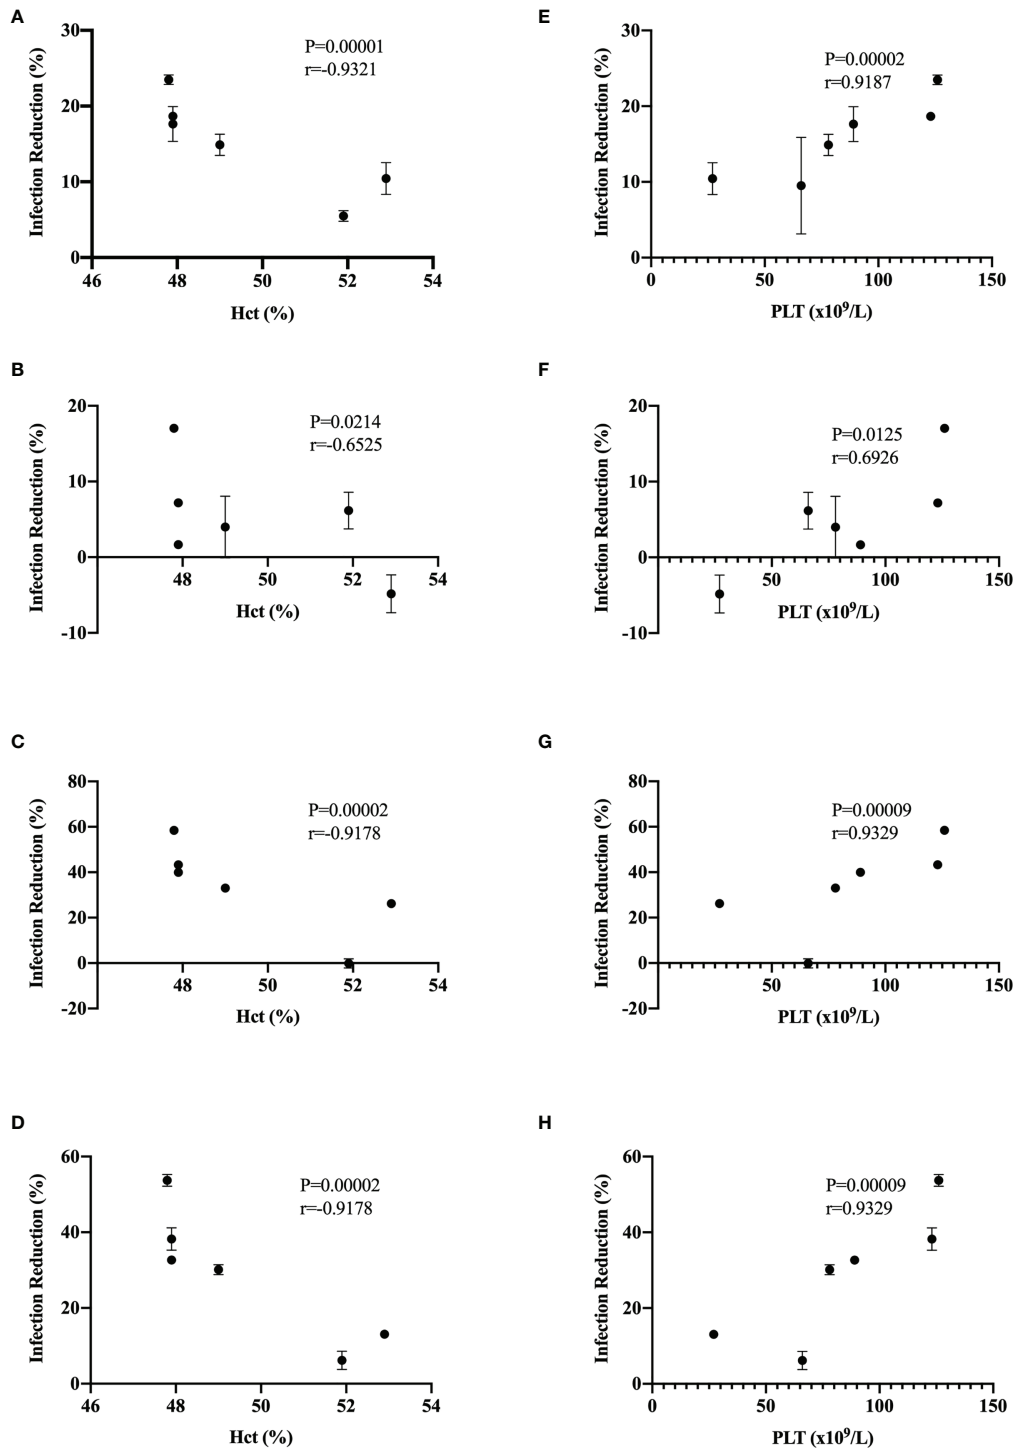 A
Infection Reduction (%)
30
20
10
0
P=0.00001
r=-0.9321
46 48 50 52 54
Hct (%)
E
Infection Reduction (%)
30
20
10
0
P=0.00002
r=0.9187
0 50 100 150
PLT (x10⁹/L)
B
Infection Reduction (%)
20
10
0
-10
P=0.0214
r=-0.6525
48 50 52 54
Hct (%)
F
Infection Reduction (%)
20
10
0
-10
P=0.0125
r=0.6926
50 100 150
PLT (x10⁹/L)
C
Infection Reduction (%)
80
60
40
20
0
-20
P=0.00002
r=-0.9178
48 50 52 54
Hct (%)
G
Infection Reduction (%)
80
60
40
20
0
-20
P=0.00009
r=0.9329
50 100 150
PLT (x10⁹/L)
D
Infection Reduction (%)
60
40
20
0
P=0.00002
r=-0.9178
46 48 50 52 54
Hct (%)
H
Infection Reduction (%)
60
40
20
0
P=0.00009
r=0.9329
0 50 100 150
PLT (x10⁹/L)